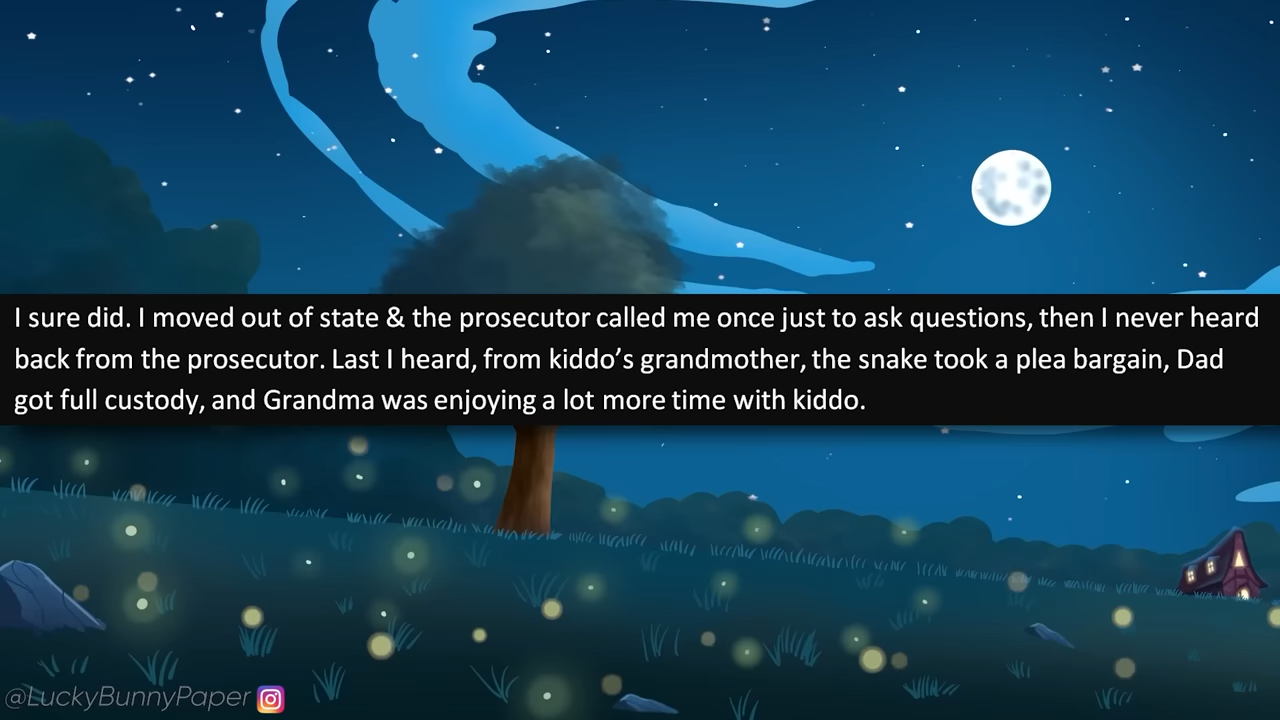 I sure did. I moved out of state & the prosecutor called me once just to ask questions, then I never heard
back from the prosecutor. Last I heard, from kiddo’s grandmother, the snake took a plea bargain, Dad
got full custody, and Grandma was enjoying a lot more time with kiddo.
@LuckyBunnyPaper